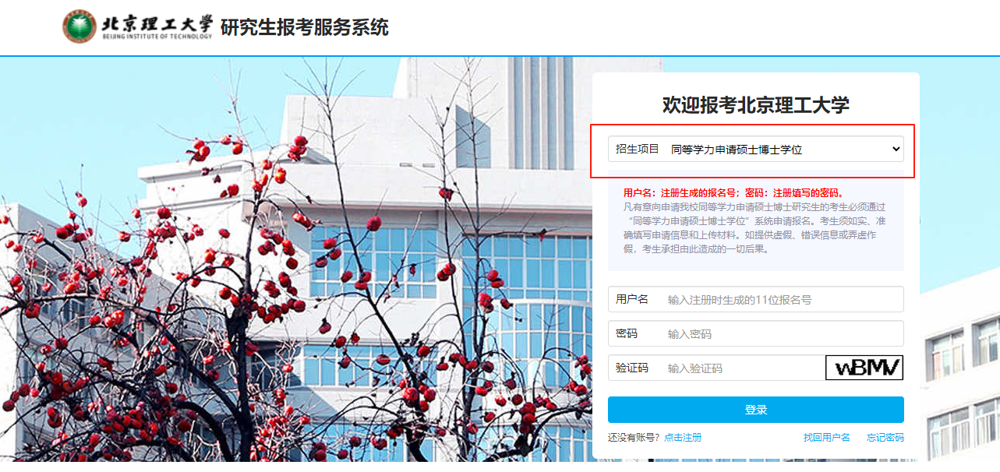 北京理工大学 研究生报考服务系统
BEIJING INSTITUTE OF TECHNOLOGY
欢迎报考北京理工大学
招生项目 同等学力申请硕士博士学位
用户名：注册生成的报名号；密码：注册填写的密码。
凡有意向申请我校同等学力申请硕士博士研究生的考生必须通过
“同等学力申请硕士博士学位”系统申请报名。考生须如实、准
确填写申请信息和上传材料。如提供虚假、错误信息或弄虚作
假，考生承担由此造成的一切后果。
用户名 输入注册时生成的11位报名号
密码 输入密码
验证码 输入验证码 wBMV
登录
还没有账号？点击注册 找回用户名 忘记密码